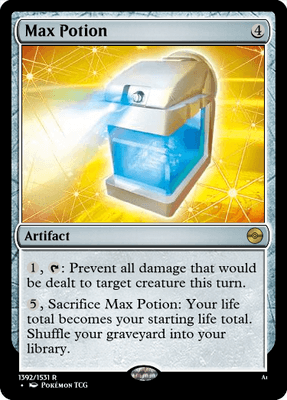 Max Potion 4
Artifact
1, T: Prevent all damage that would
be dealt to target creature this turn.
5, Sacrifice Max Potion: Your life
total becomes your starting life total.
Shuffle your graveyard into your
library.
1392/1531 R
• Pokémon TCG